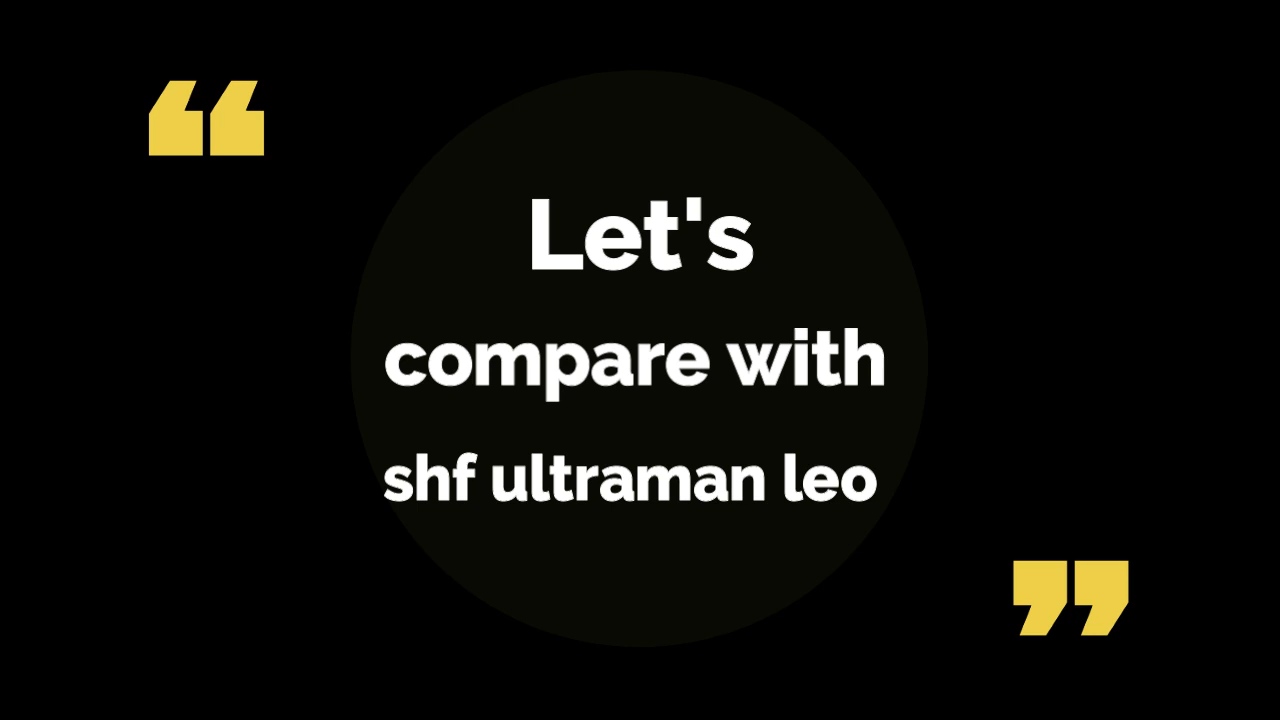 “
Let's
compare with
shf ultraman leo
”